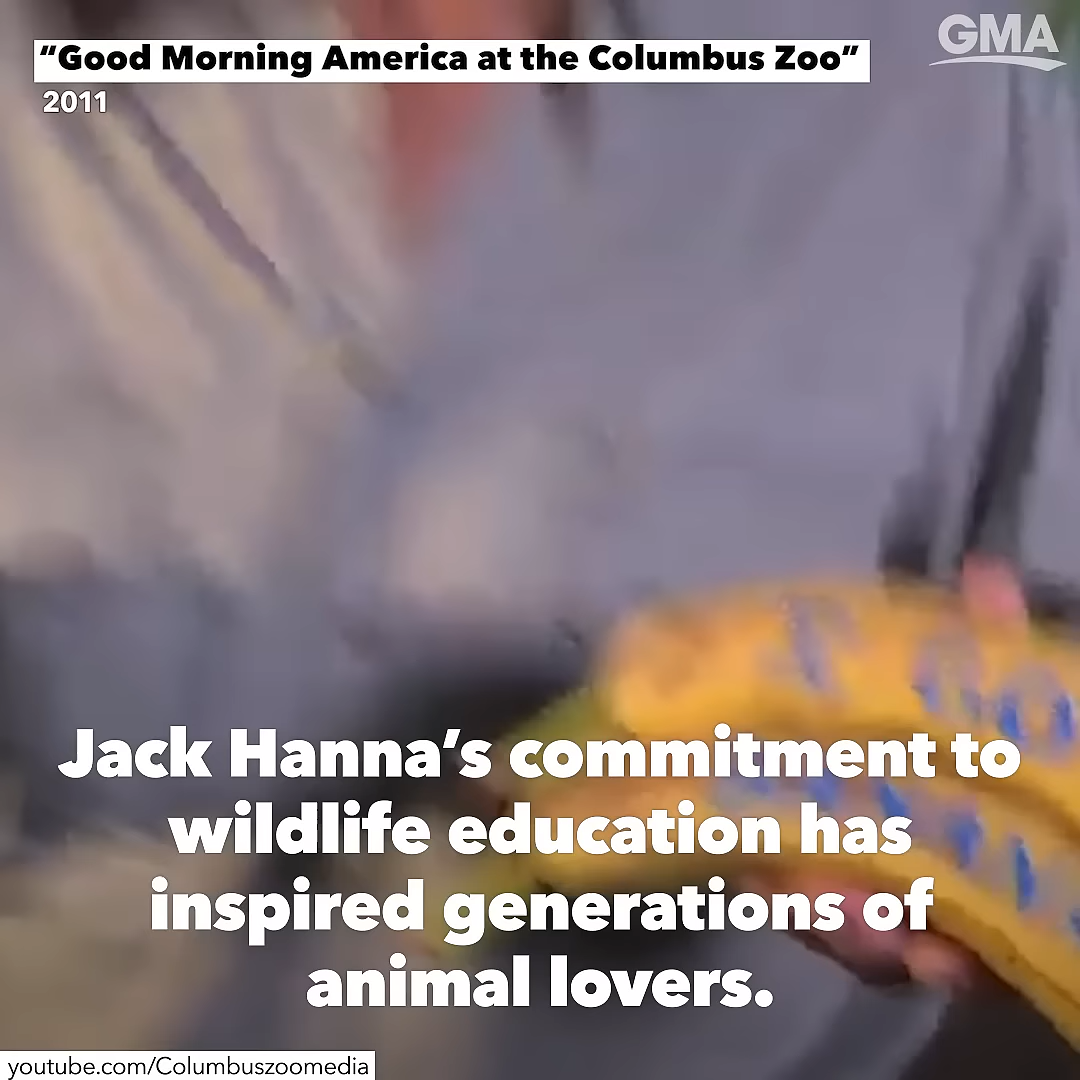 “Good Morning America at the Columbus Zoo”
GMA
2011
Jack Hanna’s commitment to
wildlife education has
inspired generations of
animal lovers.
youtube.com/Columbuszoomedia